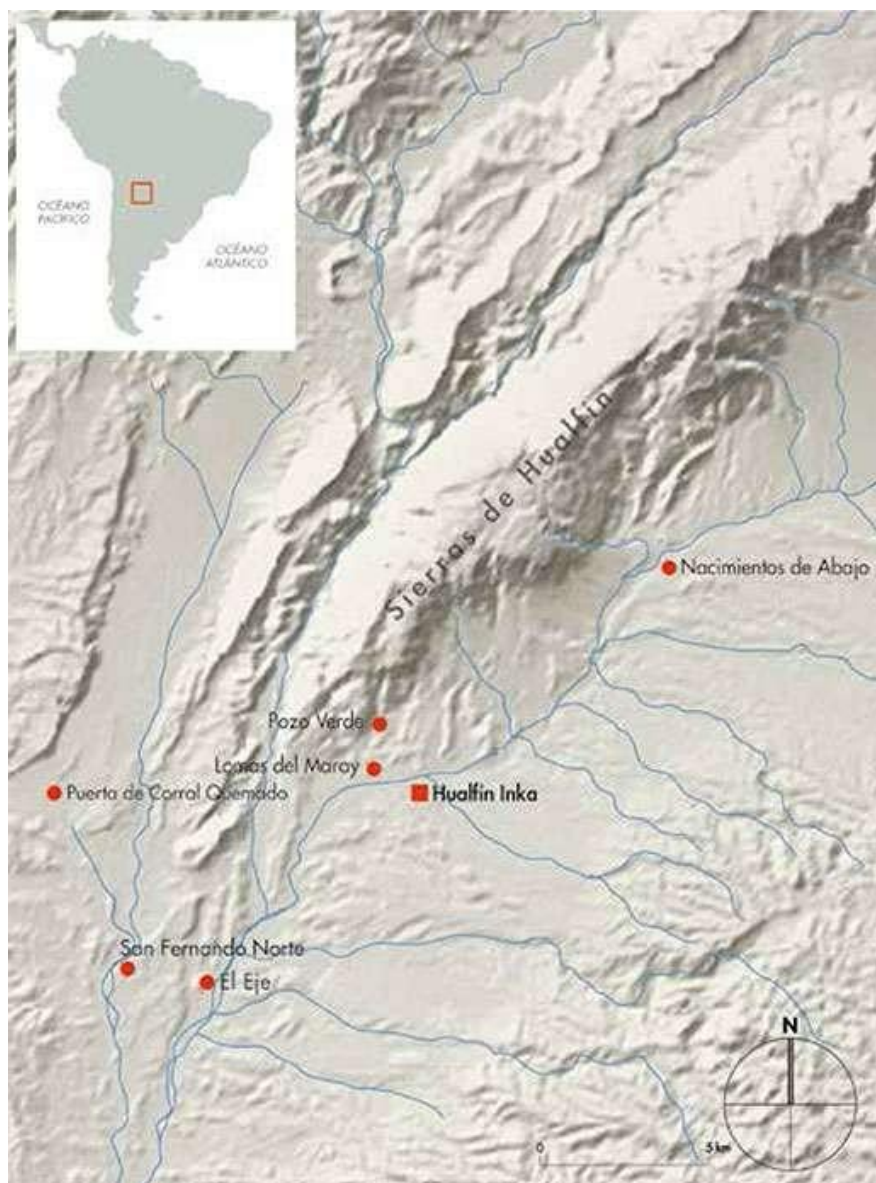 OCÉANO
PACÍFICO
OCÉANO
ATLÁNTICO
Sierras de Hualfín
Nacimientos de Abajo
Pozo Verde
Lomas del Maray
Puerta de Corral Quemado
Hualfín Inka
San Fernando Norte
El Eje
N
0
5 km